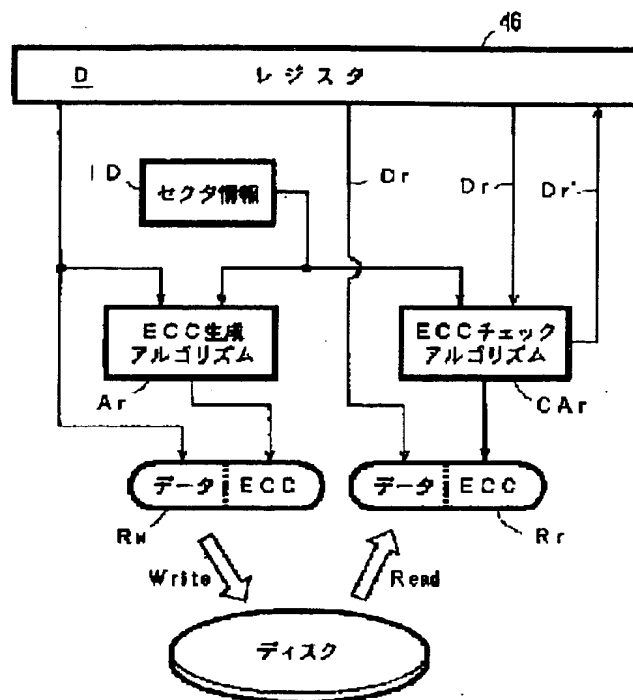 46
D レジスタ
ID セクタ情報 Dr Dr Dr'
ECC生成
アルゴリズム
ECCチェック
アルゴリズム
Ar CAr
データ ECC データ ECC
Rw Rr
Write Read
ディスク